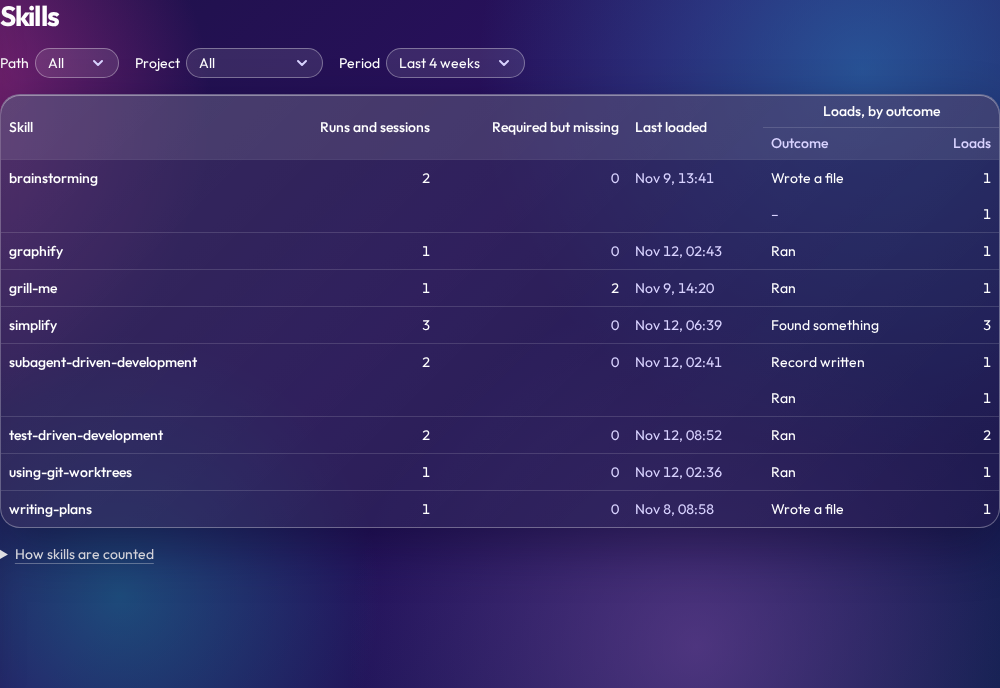 Skills
Path All Project All Period Last 4 weeks
Loads, by outcome
Skill Runs and sessions Required but missing Last loaded
Outcome Loads
brainstorming 2 0 Nov 9, 13:41 Wrote a file 1
– 1
graphify 1 0 Nov 12, 02:43 Ran 1
grill-me 1 2 Nov 9, 14:20 Ran 1
simplify 3 0 Nov 12, 06:39 Found something 3
subagent-driven-development 2 0 Nov 12, 02:41 Record written 1
Ran 1
test-driven-development 2 0 Nov 12, 08:52 Ran 2
using-git-worktrees 1 0 Nov 12, 02:36 Ran 1
writing-plans 1 0 Nov 8, 08:58 Wrote a file 1
How skills are counted